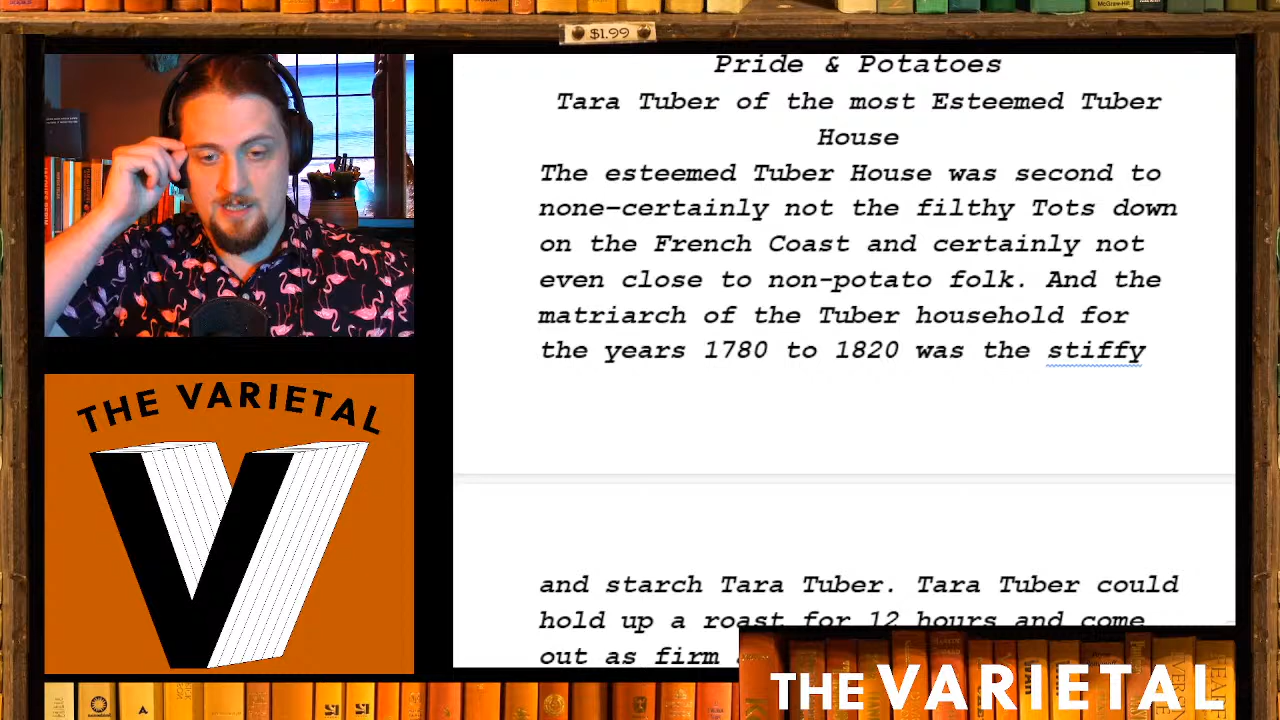 $1.99
Pride & Potatoes
Tara Tuber of the most Esteemed Tuber
House
The esteemed Tuber House was second to
none-certainly not the filthy Tots down
on the French Coast and certainly not
even close to non-potato folk. And the
matriarch of the Tuber household for
the years 1780 to 1820 was the stiffy
and starch Tara Tuber. Tara Tuber could
hold up a roast for 12 hours and come
out as firm
THE VARIETAL
V
THE VARIETAL